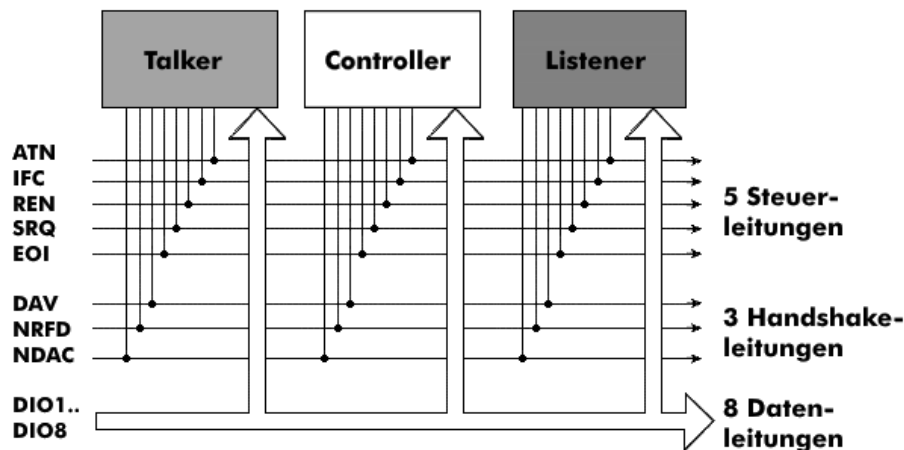 Talker
Controller
Listener
ATN
IFC
REN
SRQ
EOI
5 Steuer-
leitungen
DAV
NRFD
NDAC
3 Handshake-
leitungen
DIO1..
DIO8
8 Daten-
leitungen